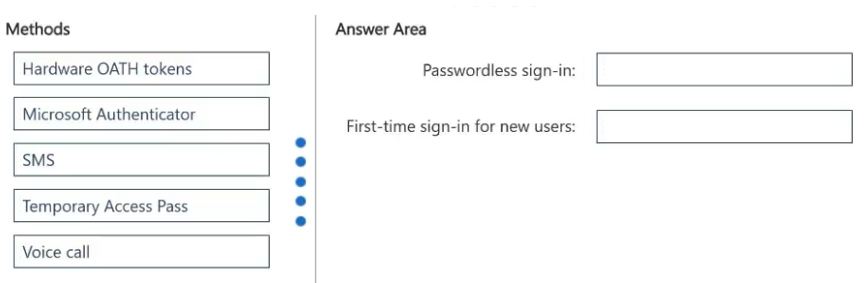 Methods
Hardware OATH tokens
Microsoft Authenticator
SMS
Temporary Access Pass
Voice call
Answer Area
Passwordless sign-in:
First-time sign-in for new users: